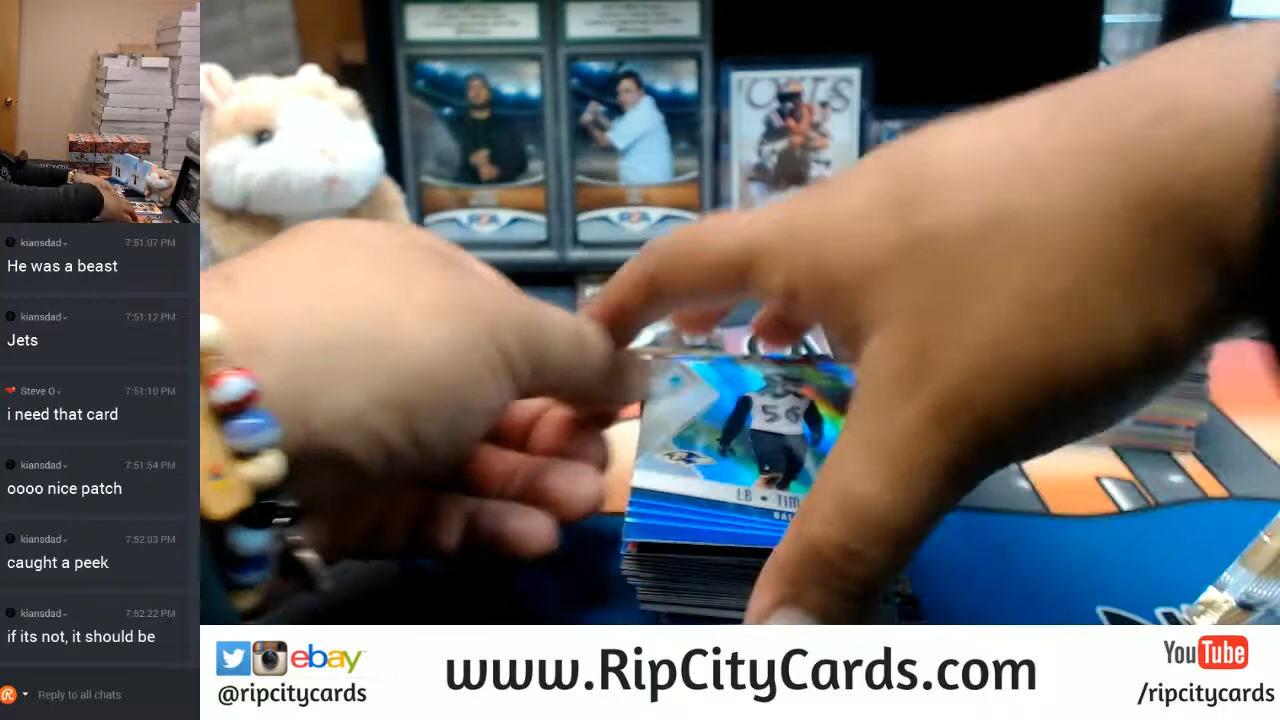 kiansdad 7:51:07 PM
He was a beast
kiansdad 7:51:12 PM
Jets
Steve O 7:51:10 PM
i need that card
kiansdad 7:51:54 PM
oooo nice patch
kiansdad 7:52:03 PM
caught a peek
kiansdad 7:52:22 PM
if its not, it should be
Reply to all chats
56
LB • TIM
ebay
@ripcitycards
www.RipCityCards.com
You Tube
/ripcitycards